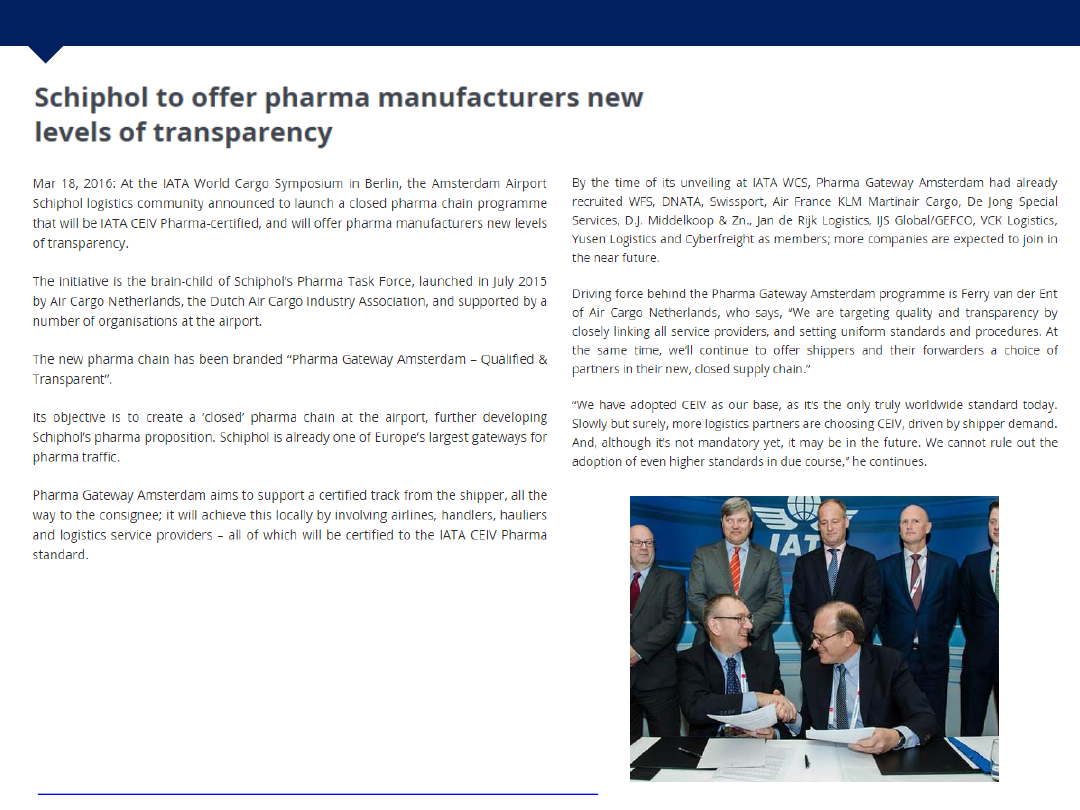 Schiphol to offer pharma manufacturers new
levels of transparency
Mar 18, 2016: At the IATA World Cargo Symposium in Berlin, the Amsterdam Airport
Schiphol logistics community announced to launch a closed pharma chain programme
that will be IATA CEIV Pharma-certified, and will offer pharma manufacturers new levels
of transparency.
The initiative is the brain-child of Schiphol's Pharma Task Force, launched in July 2015
by Air Cargo Netherlands, the Dutch Air Cargo Industry Association, and supported by a
number of organisations at the airport.
The new pharma chain has been branded “Pharma Gateway Amsterdam – Qualified &
Transparent”.
Its objective is to create a ‘closed’ pharma chain at the airport, further developing
Schiphol’s pharma proposition. Schiphol is already one of Europe’s largest gateways for
pharma traffic.
Pharma Gateway Amsterdam aims to support a certified track from the shipper, all the
way to the consignee; it will achieve this locally by involving airlines, handlers, hauliers
and logistics service providers – all of which will be certified to the IATA CEIV Pharma
standard.
By the time of its unveiling at IATA WCS, Pharma Gateway Amsterdam had already
recruited WFS, DNATA, Swissport, Air France KLM Martinair Cargo, De Jong Special
Services, D.J. Middelkoop & Zn., Jan de Rijk Logistics, IJS Global/GEFCO, VCK Logistics,
Yusen Logistics and Cyberfreight as members; more companies are expected to join in
the near future.
Driving force behind the Pharma Gateway Amsterdam programme is Ferry van der Ent
of Air Cargo Netherlands, who says, “We are targeting quality and transparency by
closely linking all service providers, and setting uniform standards and procedures. At
the same time, we’ll continue to offer shippers and their forwarders a choice of
partners in their new, closed supply chain.”
“We have adopted CEIV as our base, as it’s the only truly worldwide standard today.
Slowly but surely, more logistics partners are choosing CEIV, driven by shipper demand.
And, although it’s not mandatory yet, it may be in the future. We cannot rule out the
adoption of even higher standards in due course,” he continues.
IAT